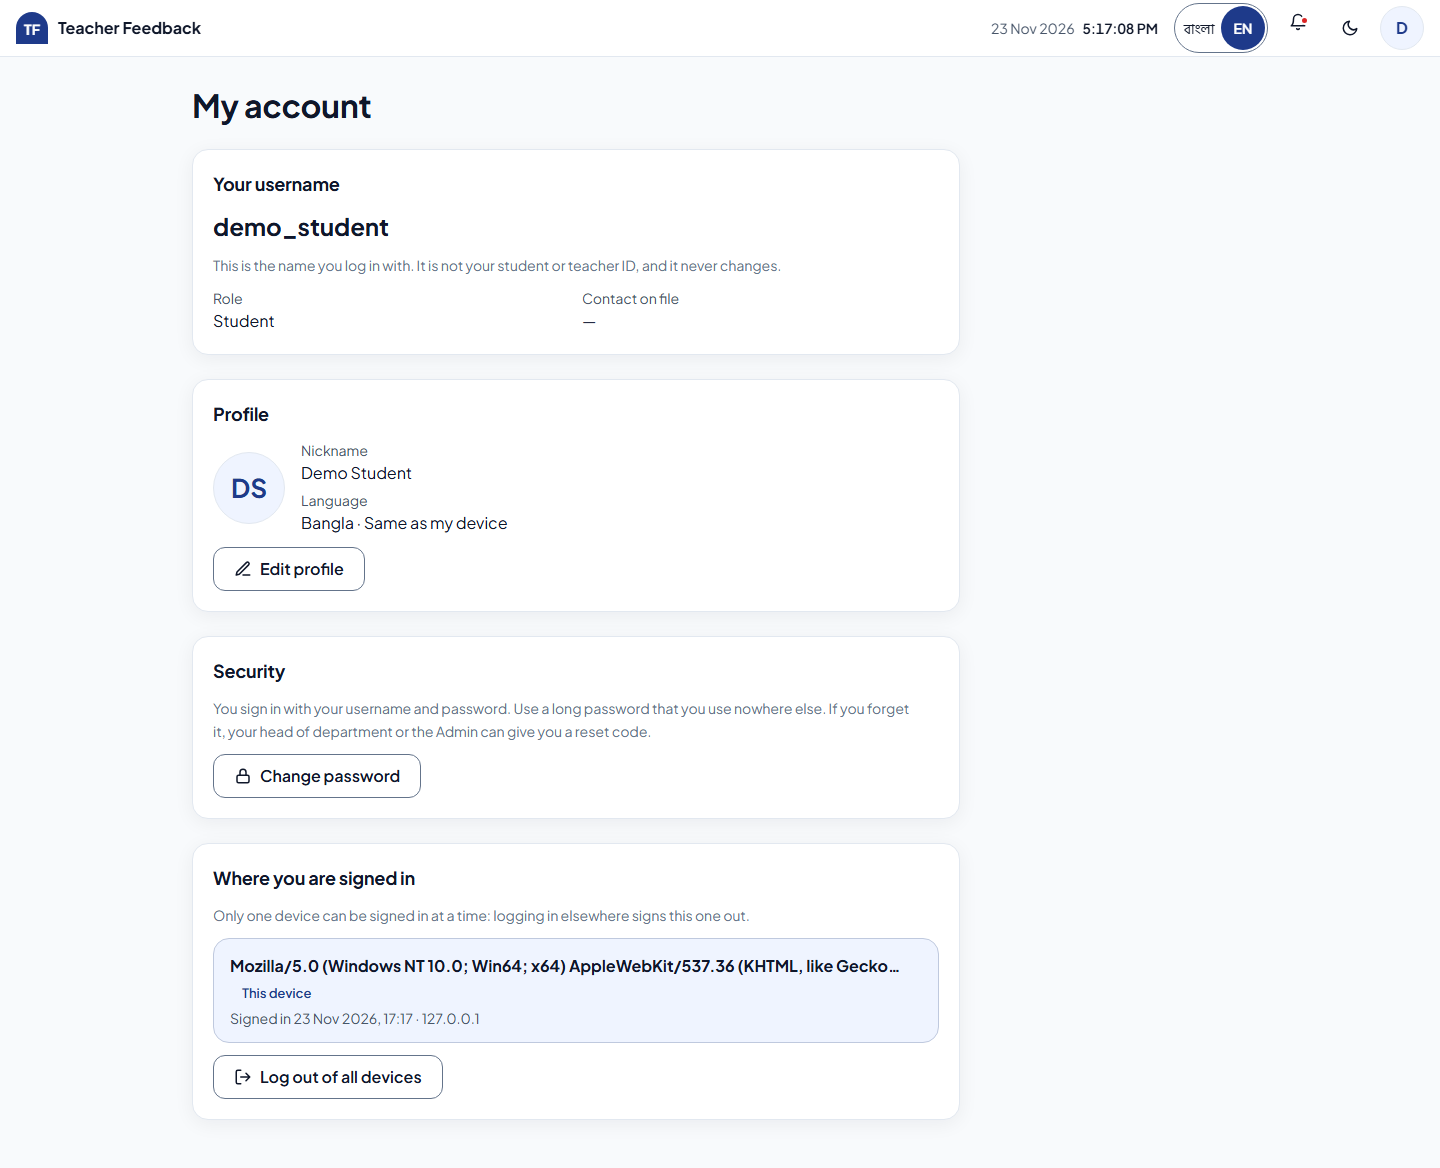 TF Teacher Feedback
23 Nov 2026 5:17:08 PM বাংলা EN D
My account
Your username
demo_student
This is the name you log in with. It is not your student or teacher ID, and it never changes.
Role
Student
Contact on file
—
Profile
DS
Nickname
Demo Student
Language
Bangla · Same as my device
Edit profile
Security
You sign in with your username and password. Use a long password that you use nowhere else. If you forget
it, your head of department or the Admin can give you a reset code.
Change password
Where you are signed in
Only one device can be signed in at a time: logging in elsewhere signs this one out.
Mozilla/5.0 (Windows NT 10.0; Win64; x64) AppleWebKit/537.36 (KHTML, like Gecko…
This device
Signed in 23 Nov 2026, 17:17 · 127.0.0.1
Log out of all devices